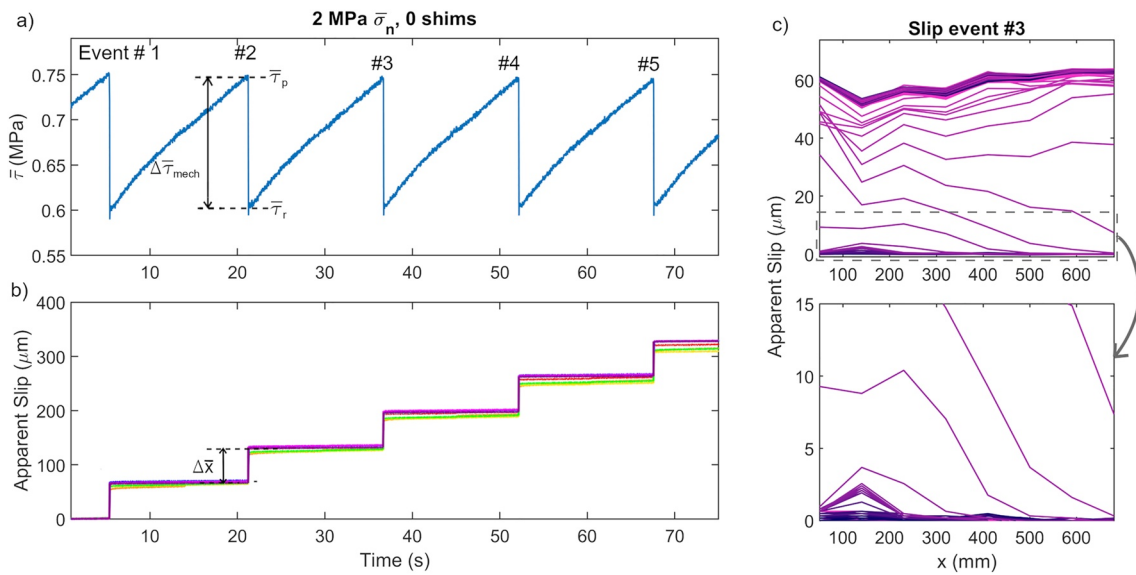 a)
2 MPa σ̅n, 0 shims
Event # 1
#2
#3
#4
#5
τ̅p
Δτ̅mech
τ̅r
τ̅ (MPa)
0.75
0.7
0.65
0.6
0.55
10 20 30 40 50 60 70
b)
Apparent Slip (μm)
400
300
200
100
0
Δx̅
0 10 20 30 40 50 60 70
Time (s)
c)
Slip event #3
Apparent Slip (μm)
60
40
20
0
100 200 300 400 500 600
15
10
5
0
100 200 300 400 500 600
x (mm)